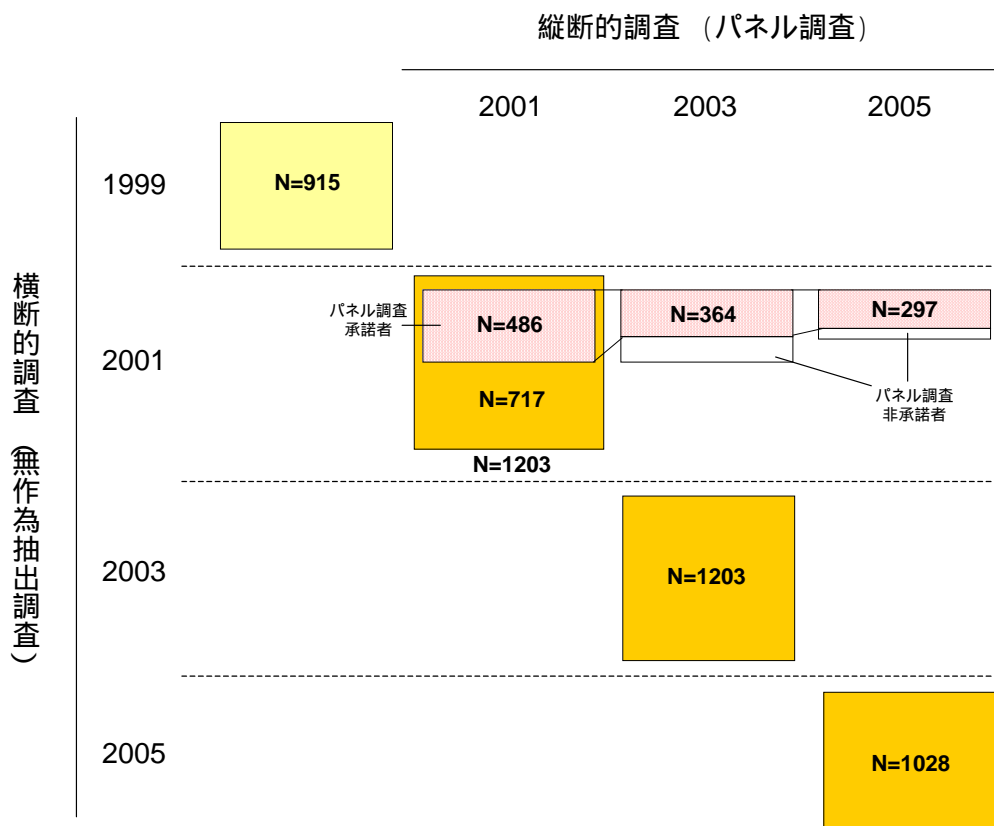 縦断的調査 (パネル調査)
2001 2003 2005
横断的調査 (無作為抽出調査)
1999
N=915
2001
パネル調査
承諾者
N=486
N=364
N=297
N=717
パネル調査
非承諾者
N=1203
2003
N=1203
2005
N=1028